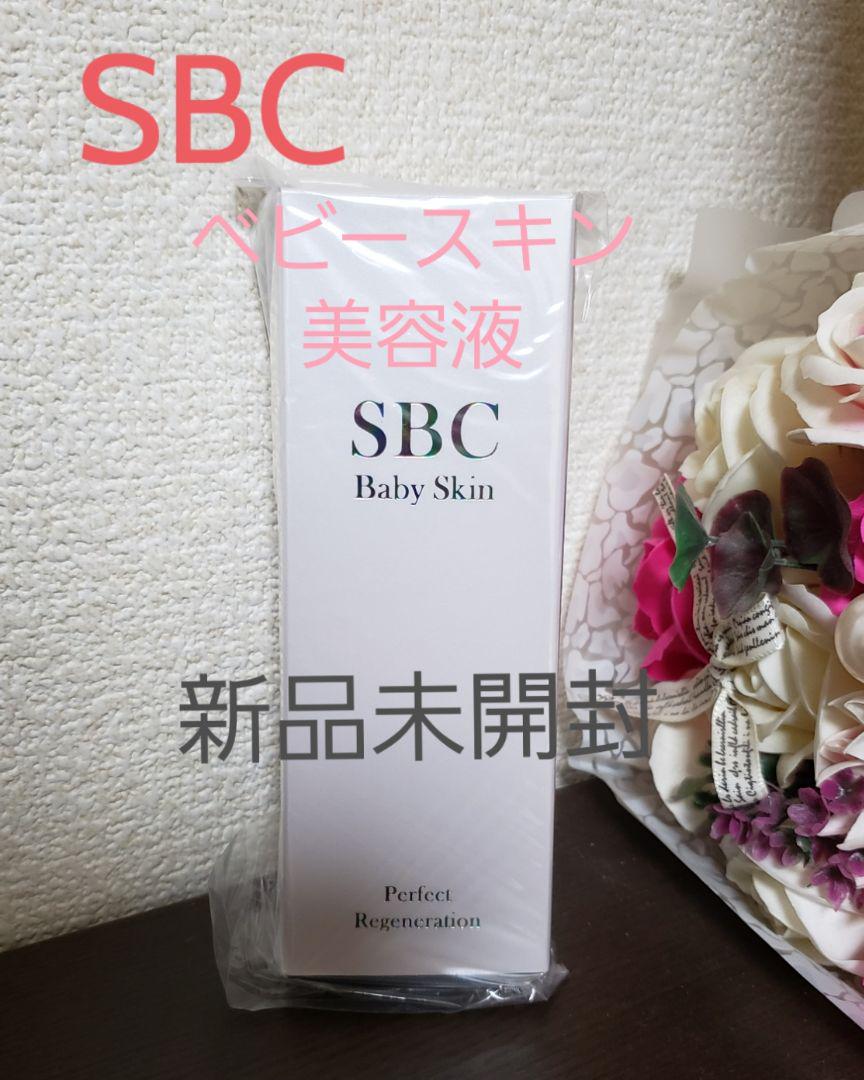 SBC
ベビースキン
美容液
SBC
Baby Skin
新品未開封
Perfect
Regeneration